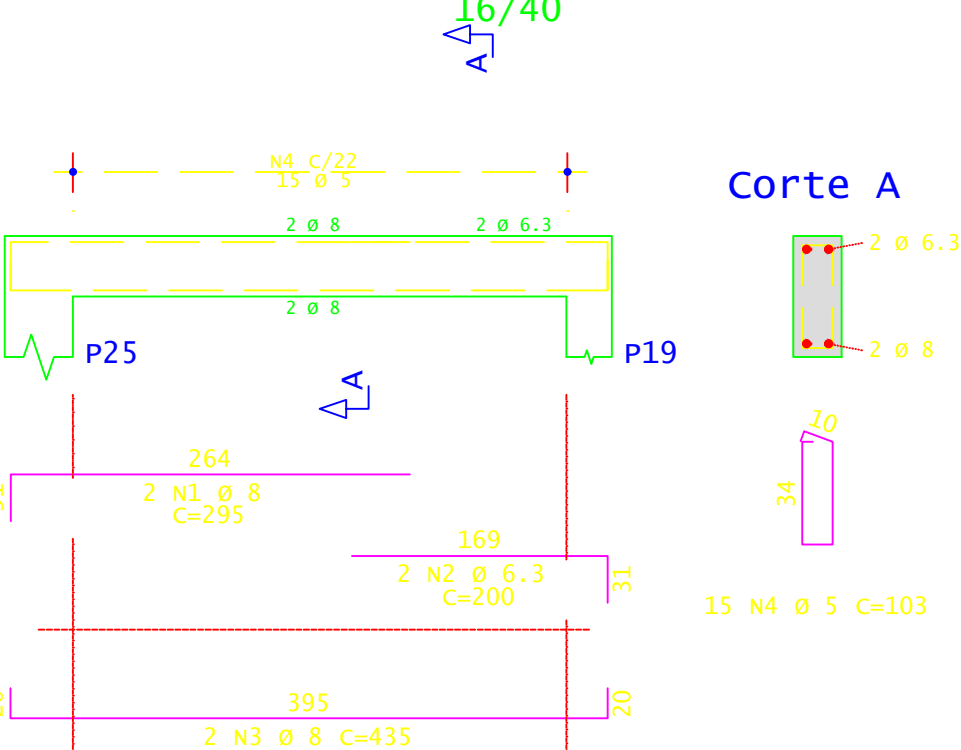 16/40
A
N4 C/22
15 Ø 5
Corte A
2 Ø 8
2 Ø 6.3
2 Ø 6.3
2 Ø 8
P25
P19
2 Ø 8
A
10
264
34
2 N1 Ø 8
C=295
169
2 N2 Ø 6.3
31
C=200
15 N4 Ø 5 C=103
395
20
2 N3 Ø 8 C=435